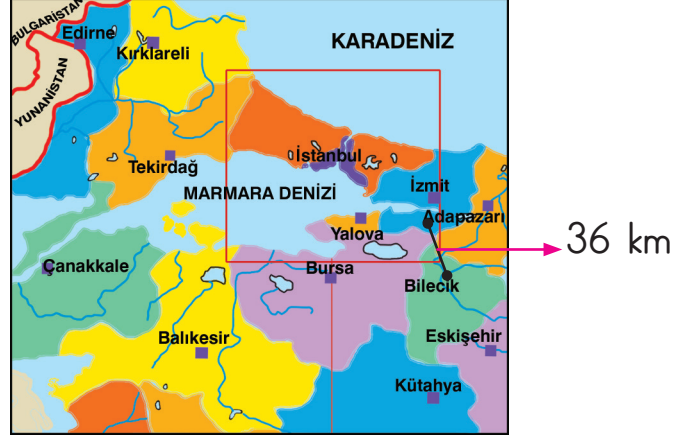 BULGARİSTAN
Edirne
Kırklareli
KARADENİZ
YUNANİSTAN
İstanbul
Tekirdağ
MARMARA DENİZİ
İzmit
Adapazarı
Yalova
36 km
Çanakkale
Bursa
Bilecik
Balıkesir
Eskişehir
Kütahya